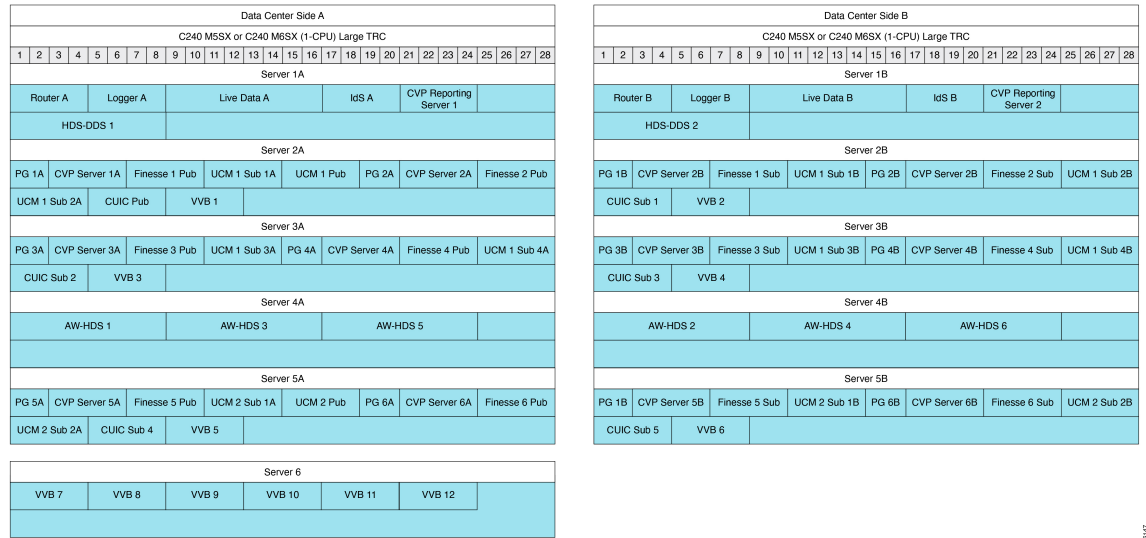 Data Center Side A
C240 M5SX or C240 M6SX (1-CPU) Large TRC
1 2 3 4 5 6 7 8 9 10 11 12 13 14 15 16 17 18 19 20 21 22 23 24 25 26 27 28
Server 1A
Router A Logger A Live Data A IdS A CVP Reporting Server 1
HDS-DDS 1
Server 2A
PG 1A CVP Server 1A Finesse 1 Pub UCM 1 Sub 1A UCM 1 Pub PG 2A CVP Server 2A Finesse 2 Pub
UCM 1 Sub 2A CUIC Pub VVB 1
Server 3A
PG 3A CVP Server 3A Finesse 3 Pub UCM 1 Sub 3A PG 4A CVP Server 4A Finesse 4 Pub UCM 1 Sub 4A
CUIC Sub 2 VVB 3
Server 4A
AW-HDS 1 AW-HDS 3 AW-HDS 5
Server 5A
PG 5A CVP Server 5A Finesse 5 Pub UCM 2 Sub 1A UCM 2 Pub PG 6A CVP Server 6A Finesse 6 Pub
UCM 2 Sub 2A CUIC Sub 4 VVB 5
Server 6
VVB 7 VVB 8 VVB 9 VVB 10 VVB 11 VVB 12
Data Center Side B
C240 M5SX or C240 M6SX (1-CPU) Large TRC
1 2 3 4 5 6 7 8 9 10 11 12 13 14 15 16 17 18 19 20 21 22 23 24 25 26 27 28
Server 1B
Router B Logger B Live Data B IdS B CVP Reporting Server 2
HDS-DDS 2
Server 2B
PG 1B CVP Server 2B Finesse 1 Sub UCM 1 Sub 1B PG 2B CVP Server 2B Finesse 2 Sub UCM 1 Sub 2B
CUIC Sub 1 VVB 2
Server 3B
PG 3B CVP Server 3B Finesse 3 Sub UCM 1 Sub 3B PG 4B CVP Server 4B Finesse 4 Sub UCM 1 Sub 4B
CUIC Sub 3 VVB 4
Server 4B
AW-HDS 2 AW-HDS 4 AW-HDS 6
Server 5B
PG 1B CVP Server 5B Finesse 5 Sub UCM 2 Sub 1B PG 6B CVP Server 6B Finesse 6 Sub UCM 2 Sub 2B
CUIC Sub 5 VVB 6